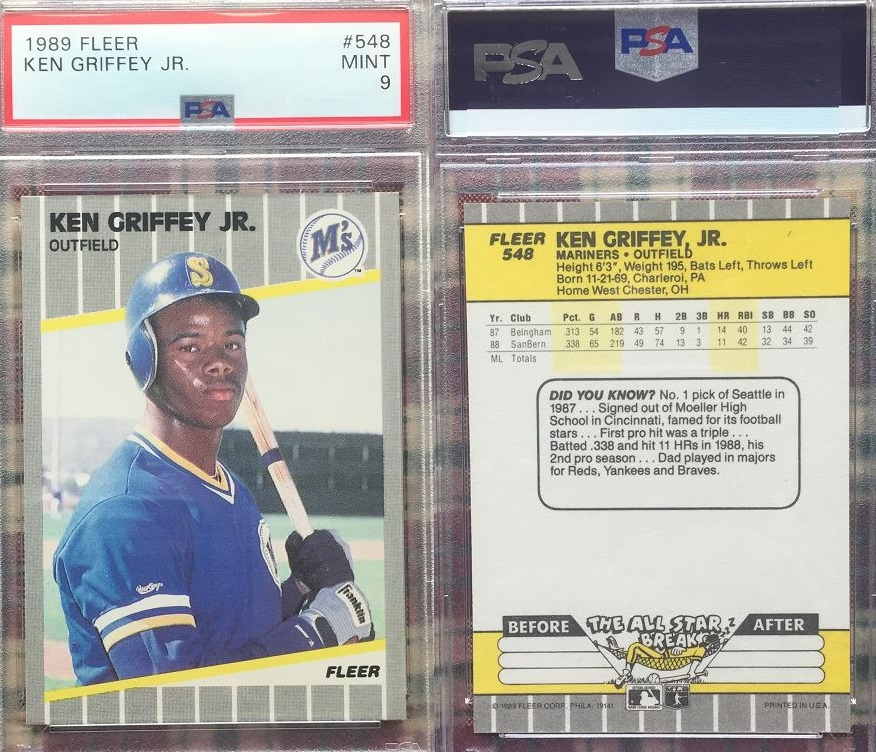 1989 FLEER #548
KEN GRIFFEY JR. MINT
9
PSA
KEN GRIFFEY JR.
OUTFIELD
M's
TM
S
Franklin
FLEER
PSA
PSA
FLEER
548
KEN GRIFFEY, JR.
MARINERS • OUTFIELD
Height 6'3", Weight 195, Bats Left, Throws Left
Born 11-21-69, Charleroi, PA
Home West Chester, OH
Yr. Club Pct. G AB R H 2B 3B HR RBI SB BB SO
87 Belngham .313 54 182 43 57 9 1 14 40 13 44 42
88 SanBern .338 65 219 49 74 13 3 11 42 32 34 39
ML Totals
DID YOU KNOW? No. 1 pick of Seattle in
1987 . . . Signed out of Moeller High
School in Cincinnati, famed for its football
stars . . . First pro hit was a triple . . .
Batted .338 and hit 11 HRs in 1988, his
2nd pro season . . . Dad played in majors
for Reds, Yankees and Braves.
BEFORE THE ALL STAR BREAK AFTER
© 1989 FLEER CORP. PHILA. 19141 PRINTED IN U.S.A.